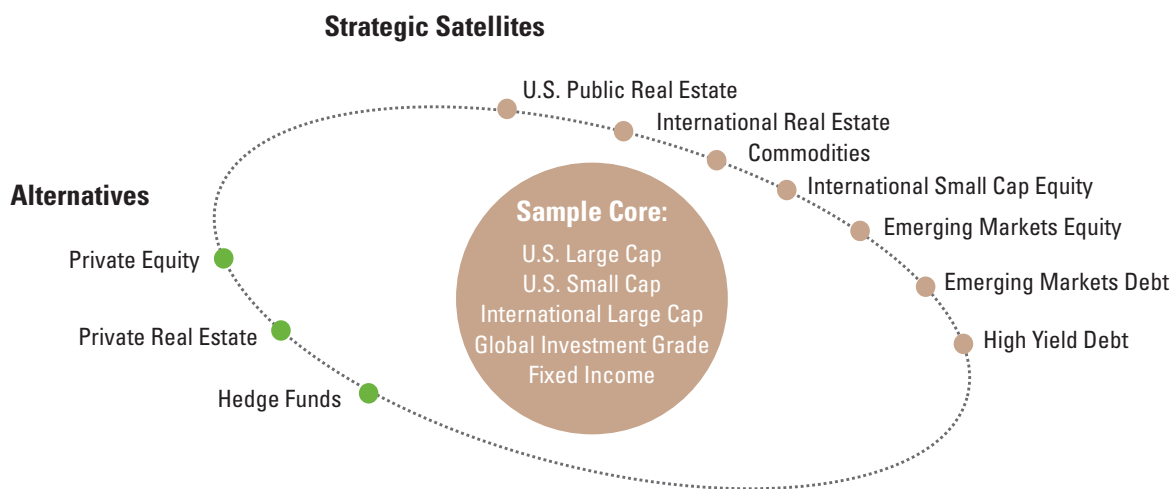 Strategic Satellites
U.S. Public Real Estate
International Real Estate
Commodities
International Small Cap Equity
Emerging Markets Equity
Emerging Markets Debt
High Yield Debt
Alternatives
Private Equity
Private Real Estate
Hedge Funds
Sample Core:
U.S. Large Cap
U.S. Small Cap
International Large Cap
Global Investment Grade
Fixed Income